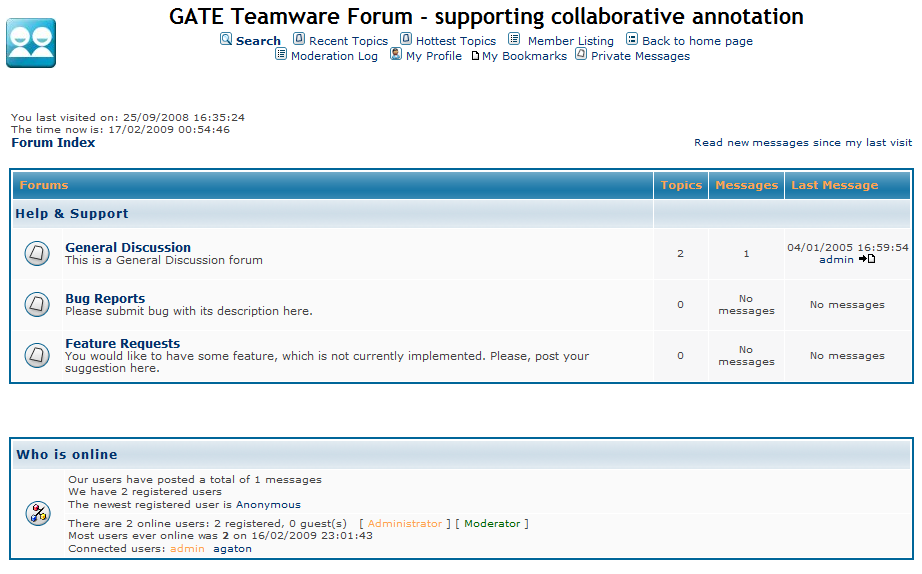 GATE Teamware Forum - supporting collaborative annotation
Search Recent Topics Hottest Topics Member Listing Back to home page
Moderation Log My Profile My Bookmarks Private Messages
You last visited on: 25/09/2008 16:35:24
The time now is: 17/02/2009 00:54:46
Forum Index
Read new messages since my last visit
Forums Topics Messages Last Message
Help & Support
General Discussion
This is a General Discussion forum
2
1
04/01/2005 16:59:54
admin
Bug Reports
Please submit bug with its description here.
0
No
messages
No messages
Feature Requests
You would like to have some feature, which is not currently implemented. Please, post your
suggestion here.
0
No
messages
No messages
Who is online
Our users have posted a total of 1 messages
We have 2 registered users
The newest registered user is Anonymous
There are 2 online users: 2 registered, 0 guest(s) [ Administrator ] [ Moderator ]
Most users ever online was 2 on 16/02/2009 23:01:43
Connected users: admin agaton